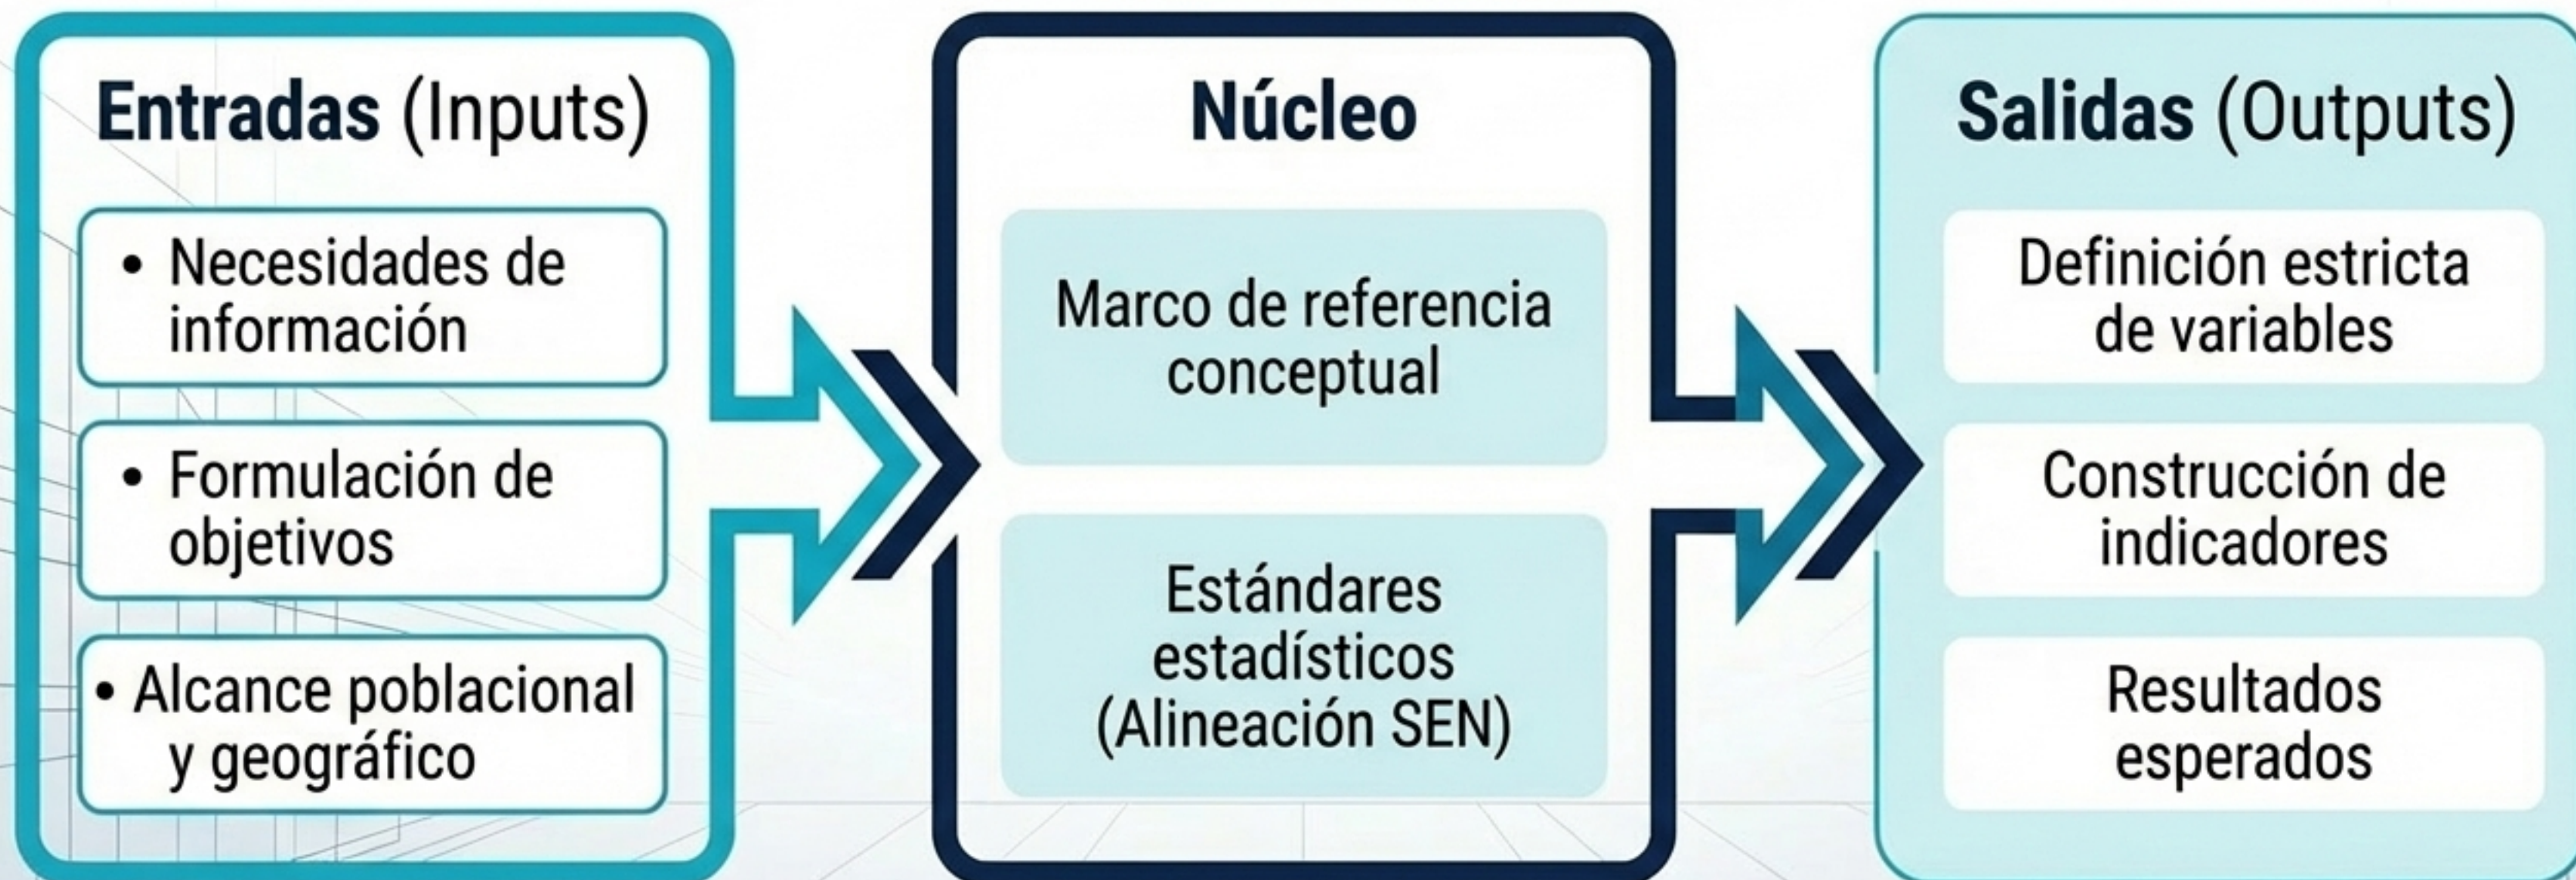 Entradas (Inputs)
• Necesidades de
información
• Formulación de
objetivos
• Alcance poblacional
y geográfico
Núcleo
Marco de referencia
conceptual
Estándares
estadísticos
(Alineación SEN)
Salidas (Outputs)
Definición estricta
de variables
Construcción de
indicadores
Resultados
esperados